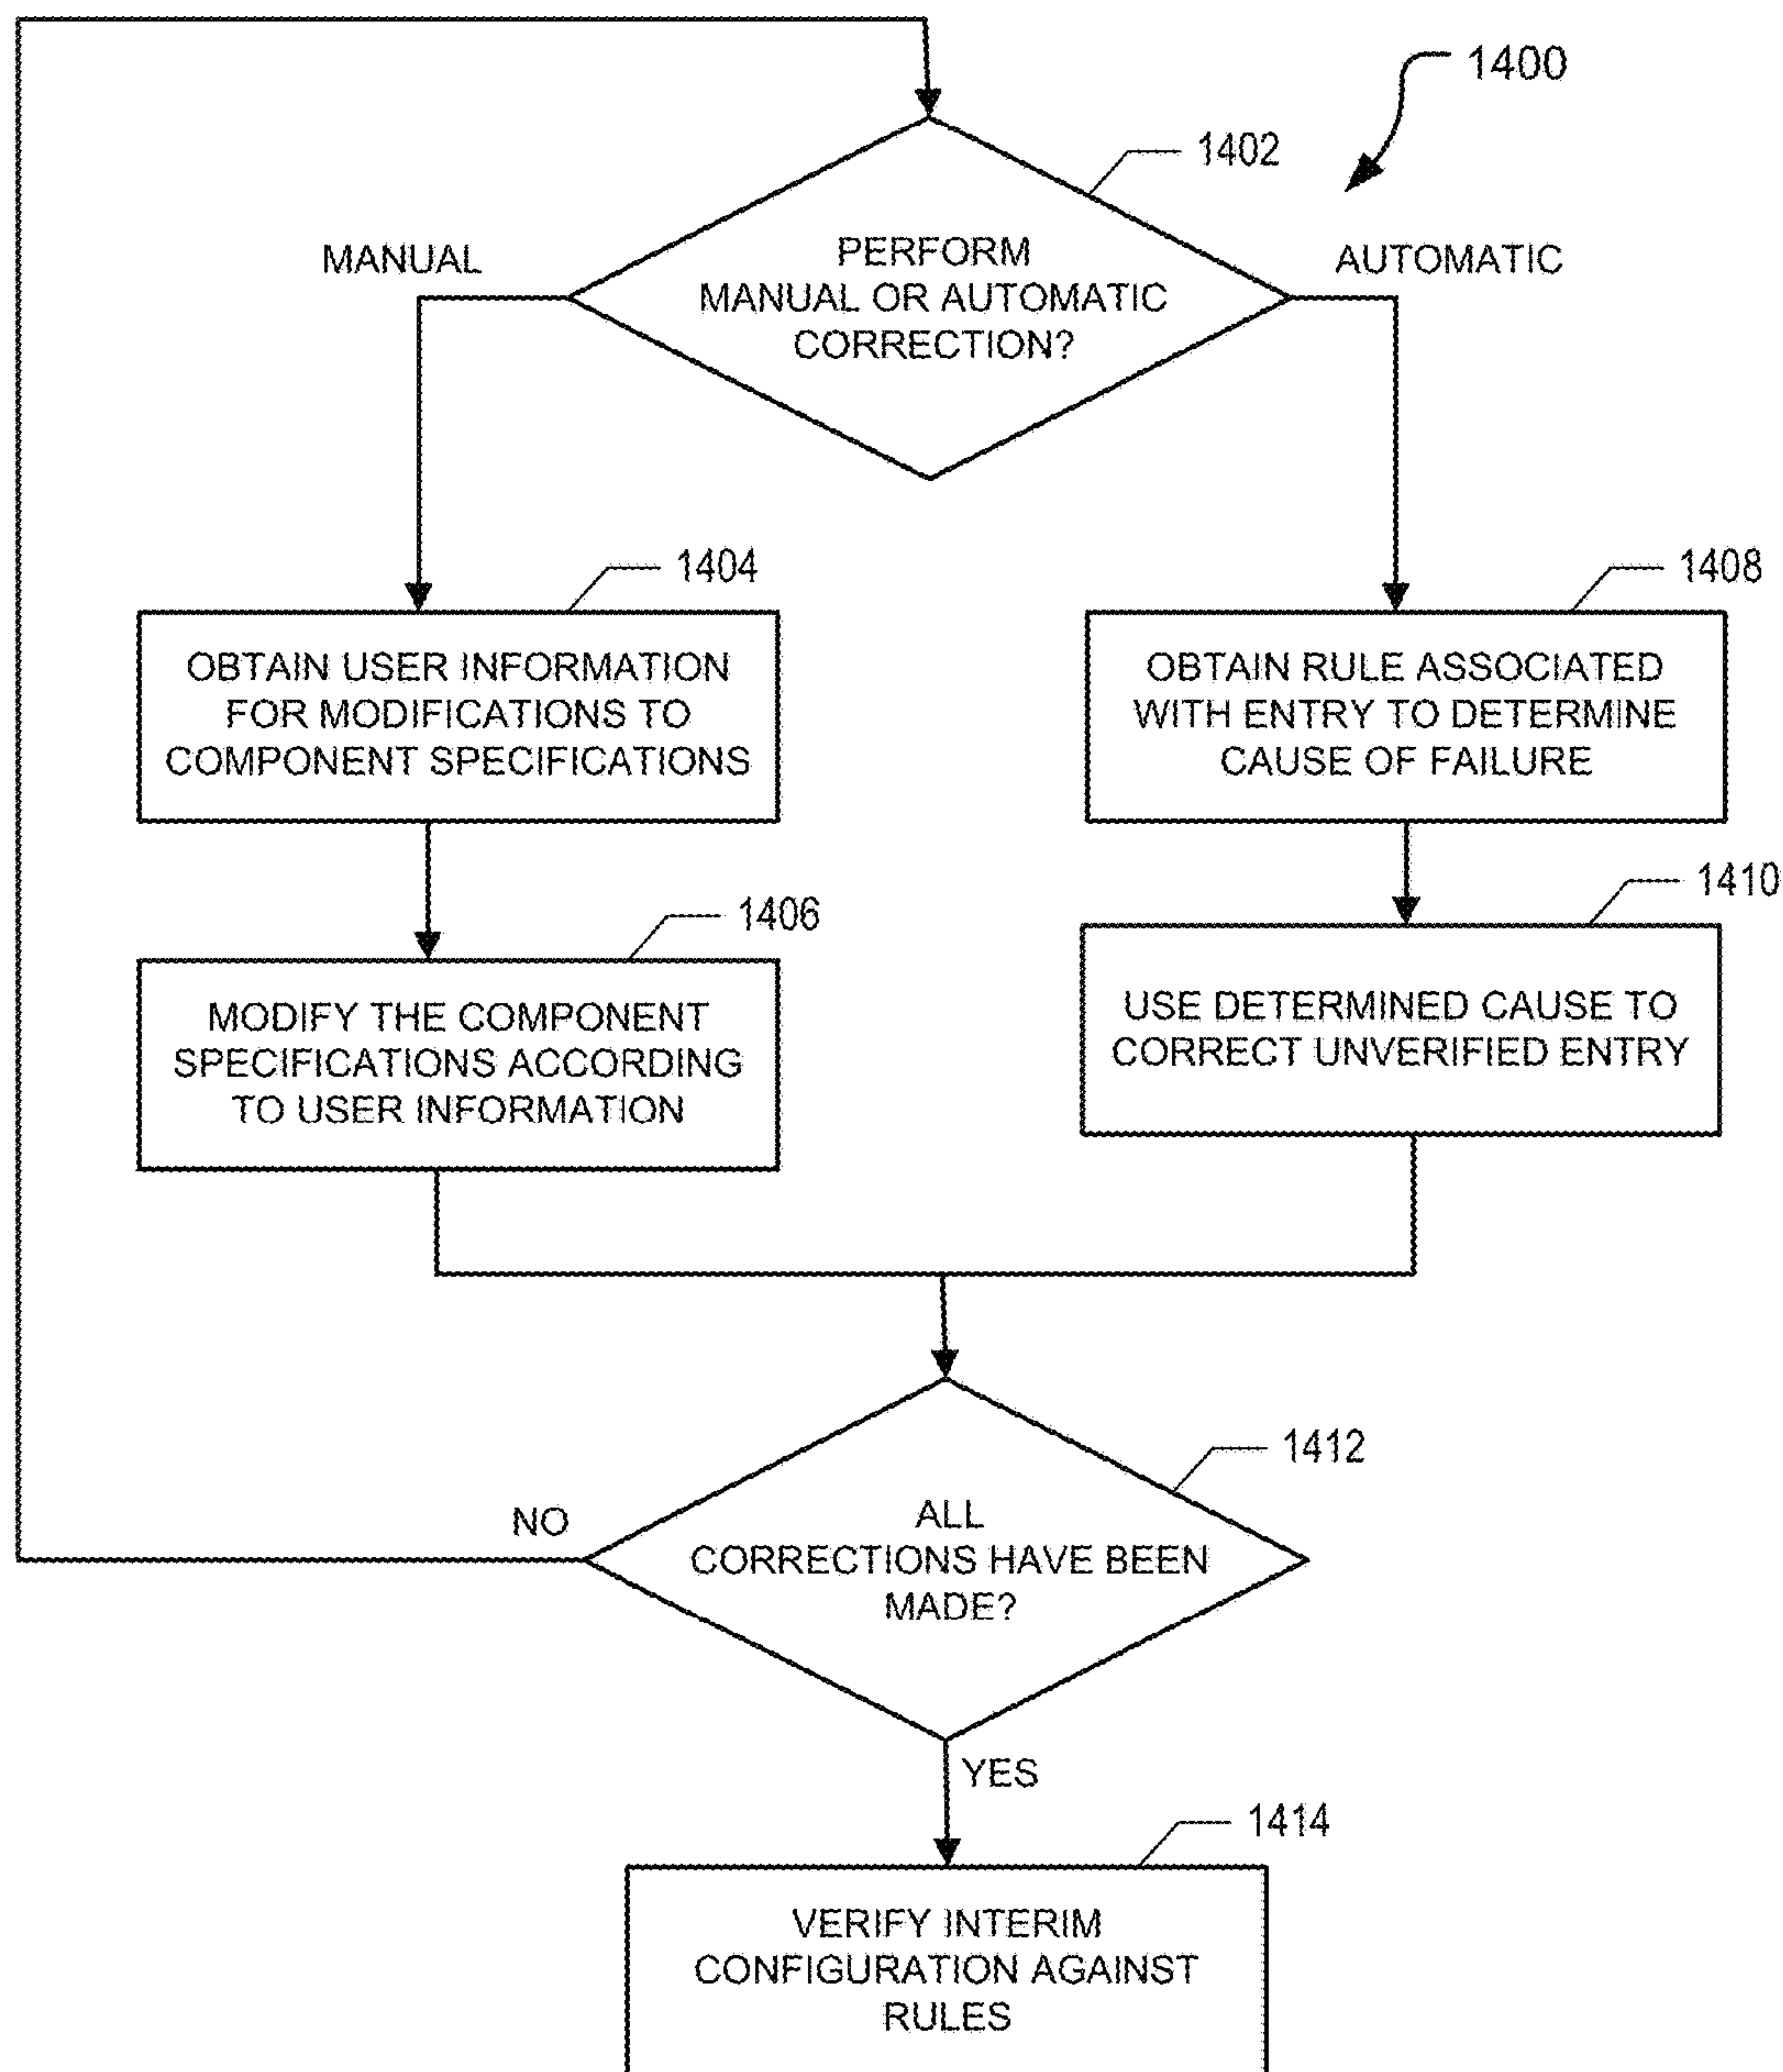 1400
1402
PERFORM
MANUAL OR AUTOMATIC
CORRECTION?
MANUAL
AUTOMATIC
1404
OBTAIN USER INFORMATION
FOR MODIFICATIONS TO
COMPONENT SPECIFICATIONS
1408
OBTAIN RULE ASSOCIATED
WITH ENTRY TO DETERMINE
CAUSE OF FAILURE
1406
MODIFY THE COMPONENT
SPECIFICATIONS ACCORDING
TO USER INFORMATION
1410
USE DETERMINED CAUSE TO
CORRECT UNVERIFIED ENTRY
1412
ALL
CORRECTIONS HAVE BEEN
MADE?
NO
YES
1414
VERIFY INTERIM
CONFIGURATION AGAINST
RULES